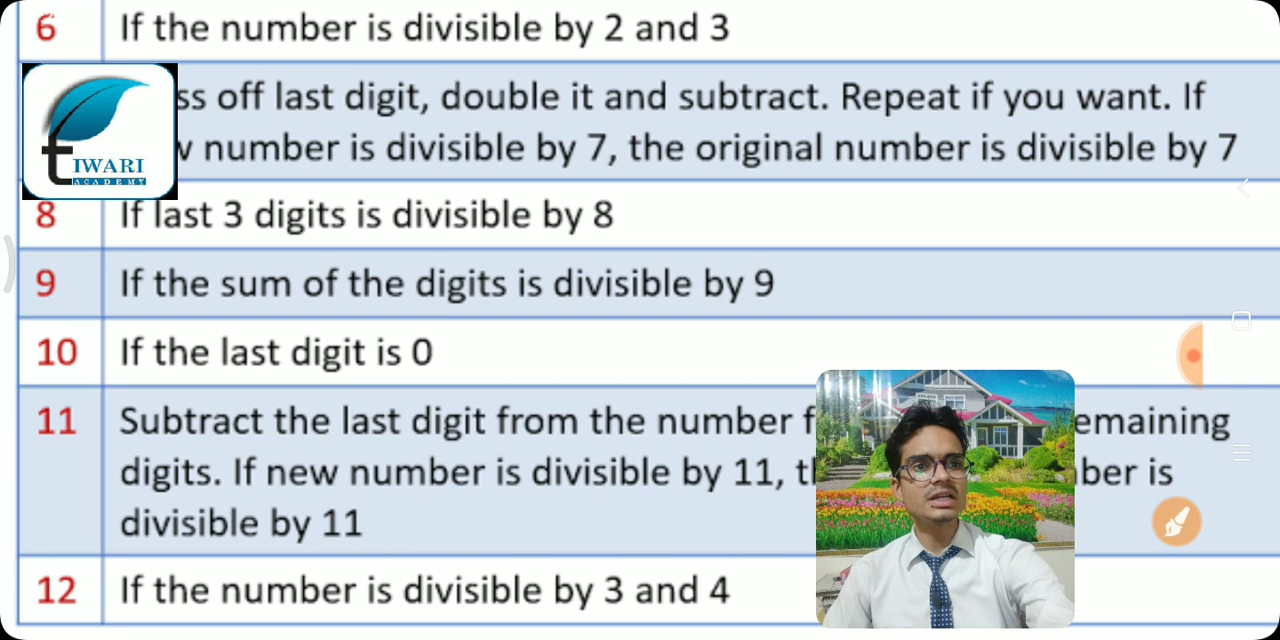 6 If the number is divisible by 2 and 3
off last digit, double it and subtract. Repeat if you want. If
number is divisible by 7, the original number is divisible by 7
tIWARI
ACADEMY
8 If last 3 digits is divisible by 8
9 If the sum of the digits is divisible by 9
10 If the last digit is 0
11 Subtract the last digit from the number
digits. If new number is divisible by 11,
divisible by 11
is
12 If the number is divisible by 3 and 4